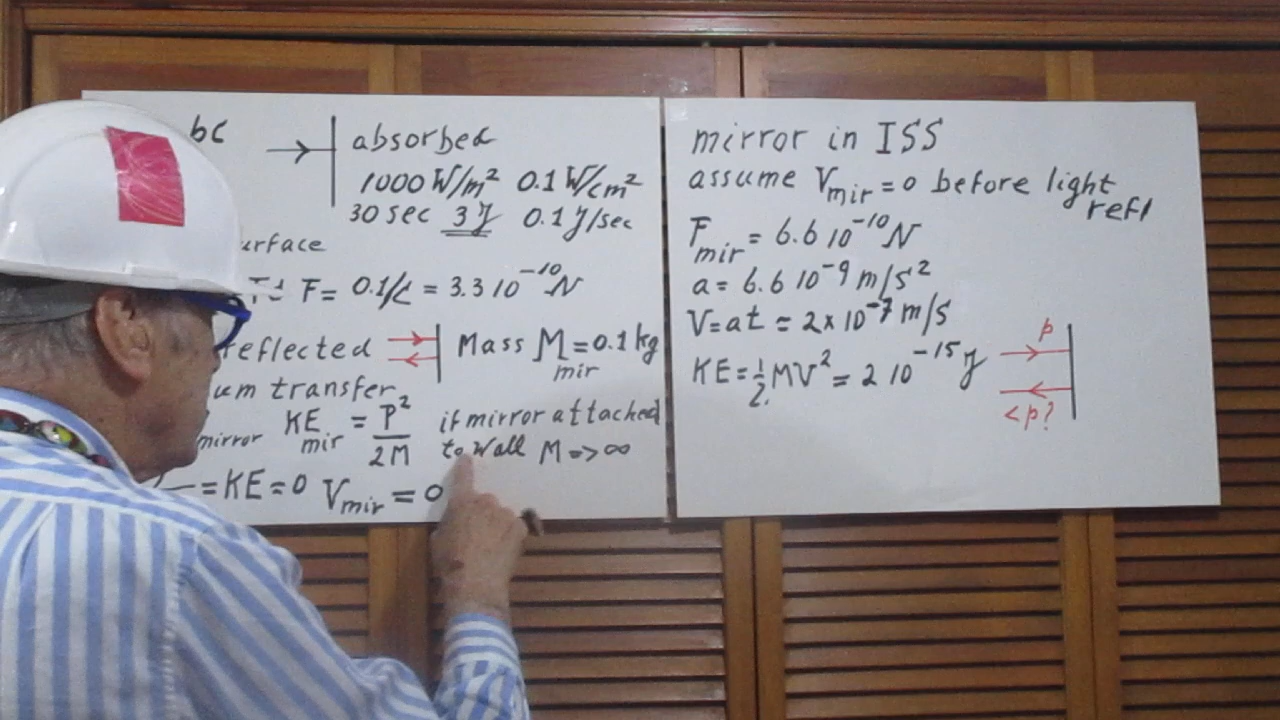 bc
absorbed
1000 W/m² 0.1 W/cm²
30 sec 3J 0.1 J/sec
urface
F = 0.1/c = 3.3 10⁻¹⁰ N
reflected Mass M mir = 0.1 kg
um transfer
mirror KE mir = P²/2M if mirror attached
to wall M => ∞
= KE = 0 V mir = 0
mirror in ISS
assume V mir = 0 before light
refl
F mir = 6.6 10⁻¹⁰ N
a = 6.6 10⁻⁹ m/s²
V = at = 2 x 10⁻⁷ m/s
KE = 1/2 MV² = 2 10⁻¹⁵ J
p
<p?